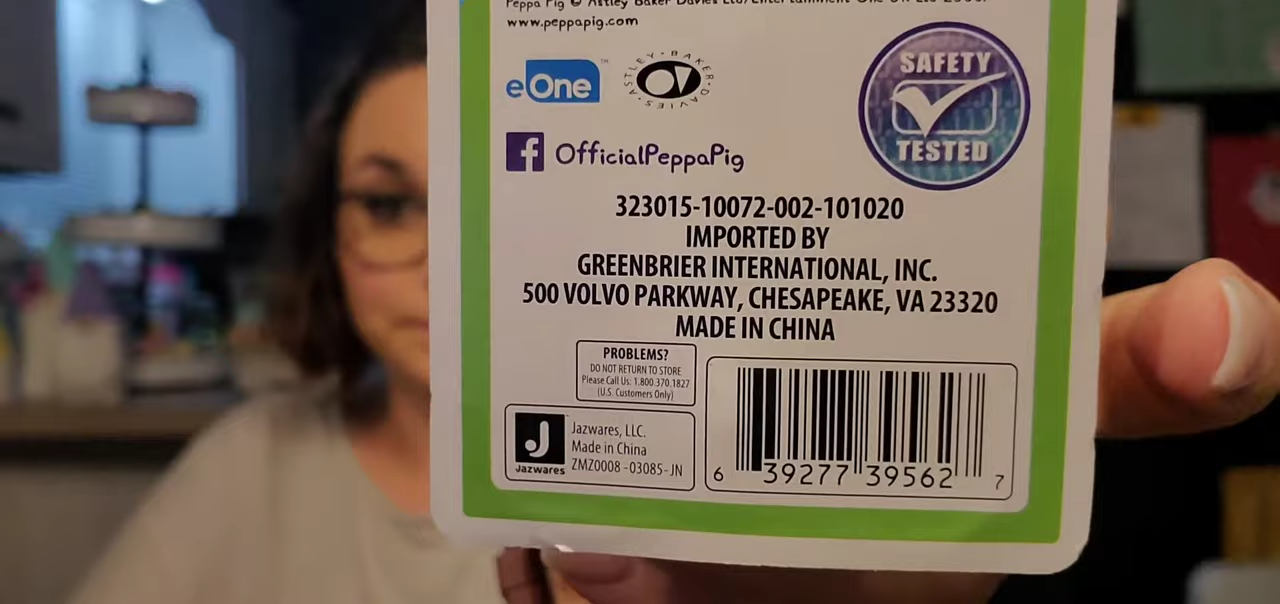 Peppa Pig © Astley Baker Davies Ltd/Entertainment One UK Ltd
www.peppapig.com
eOne™
ASTLEY · BAKER · DAVIES
SAFETY
TESTED
f OfficialPeppaPig
323015-10072-002-101020
IMPORTED BY
GREENBRIER INTERNATIONAL, INC.
500 VOLVO PARKWAY, CHESAPEAKE, VA 23320
MADE IN CHINA
PROBLEMS?
DO NOT RETURN TO STORE
Please Call Us: 1.800.370.1827
(U.S. Customers Only)
J
Jazwares
Jazwares, LLC.
Made in China
ZMZ0008-03085-JN
6 39277 39562 7